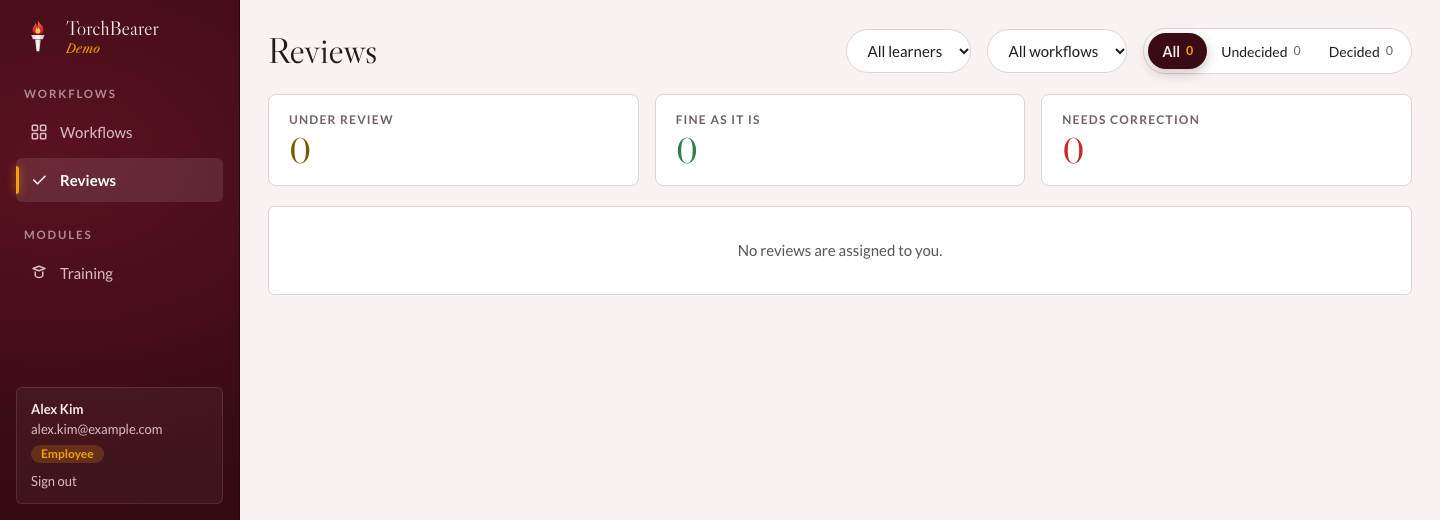 TorchBearer
Demo
WORKFLOWS
Workflows
Reviews
MODULES
Training
Alex Kim
alex.kim@example.com
Employee
Sign out
Reviews
All learners
All workflows
All 0
Undecided 0
Decided 0
UNDER REVIEW
0
FINE AS IT IS
0
NEEDS CORRECTION
0
No reviews are assigned to you.